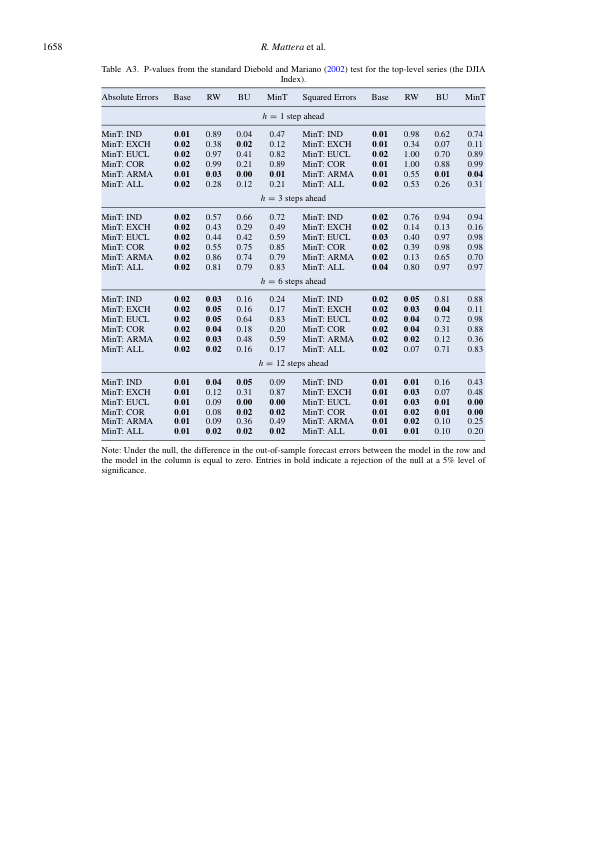 1658
R. Mattera et al.
Table A3. P-values from the standard Diebold and Mariano (2002) test for the top-level series (the DJIA
Index).
Absolute Errors Base RW BU MinT Squared Errors Base RW BU MinT
h = 1 step ahead
MinT: IND 0.01 0.89 0.04 0.47 MinT: IND 0.01 0.98 0.62 0.74
MinT: EXCH 0.02 0.38 0.02 0.12 MinT: EXCH 0.01 0.34 0.07 0.11
MinT: EUCL 0.02 0.97 0.41 0.82 MinT: EUCL 0.02 1.00 0.70 0.89
MinT: COR 0.02 0.99 0.21 0.89 MinT: COR 0.01 1.00 0.88 0.99
MinT: ARMA 0.01 0.03 0.00 0.01 MinT: ARMA 0.01 0.55 0.01 0.04
MinT: ALL 0.02 0.28 0.12 0.21 MinT: ALL 0.02 0.53 0.26 0.31
h = 3 steps ahead
MinT: IND 0.02 0.57 0.66 0.72 MinT: IND 0.02 0.76 0.94 0.94
MinT: EXCH 0.02 0.43 0.29 0.49 MinT: EXCH 0.02 0.14 0.13 0.16
MinT: EUCL 0.02 0.44 0.42 0.59 MinT: EUCL 0.03 0.40 0.97 0.98
MinT: COR 0.02 0.55 0.75 0.85 MinT: COR 0.02 0.39 0.98 0.98
MinT: ARMA 0.02 0.86 0.74 0.79 MinT: ARMA 0.02 0.13 0.65 0.70
MinT: ALL 0.02 0.81 0.79 0.83 MinT: ALL 0.04 0.80 0.97 0.97
h = 6 steps ahead
MinT: IND 0.02 0.03 0.16 0.24 MinT: IND 0.02 0.05 0.81 0.88
MinT: EXCH 0.02 0.05 0.16 0.17 MinT: EXCH 0.02 0.03 0.04 0.11
MinT: EUCL 0.02 0.05 0.64 0.83 MinT: EUCL 0.02 0.04 0.72 0.98
MinT: COR 0.02 0.04 0.18 0.20 MinT: COR 0.02 0.04 0.31 0.88
MinT: ARMA 0.02 0.03 0.48 0.59 MinT: ARMA 0.02 0.02 0.12 0.36
MinT: ALL 0.02 0.02 0.16 0.17 MinT: ALL 0.02 0.07 0.71 0.83
h = 12 steps ahead
MinT: IND 0.01 0.04 0.05 0.09 MinT: IND 0.01 0.01 0.16 0.43
MinT: EXCH 0.01 0.12 0.31 0.87 MinT: EXCH 0.01 0.03 0.07 0.48
MinT: EUCL 0.01 0.09 0.00 0.00 MinT: EUCL 0.01 0.03 0.01 0.00
MinT: COR 0.01 0.08 0.02 0.02 MinT: COR 0.01 0.02 0.01 0.00
MinT: ARMA 0.01 0.09 0.36 0.49 MinT: ARMA 0.01 0.02 0.10 0.25
MinT: ALL 0.01 0.02 0.02 0.02 MinT: ALL 0.01 0.01 0.10 0.20
Note: Under the null, the difference in the out-of-sample forecast errors between the model in the row and
the model in the column is equal to zero. Entries in bold indicate a rejection of the null at a 5% level of
significance.